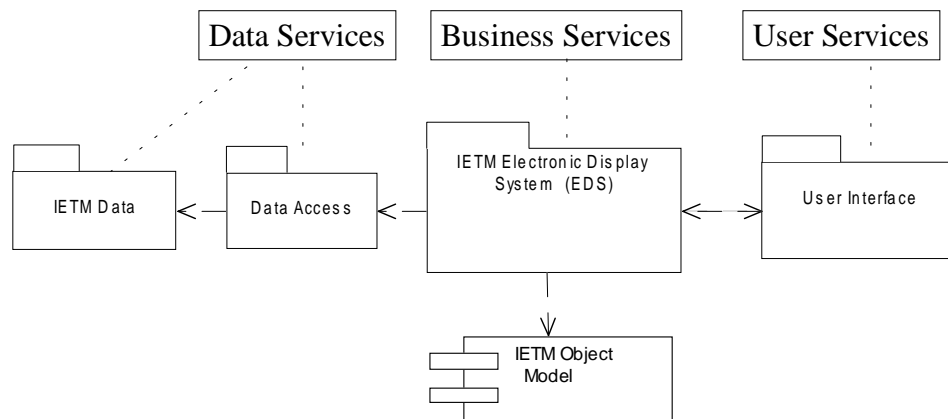 Data Services
Business Services
User Services
IETM Data
Data Access
IETM Electronic Display
System (EDS)
User Interface
IETM Object
Model